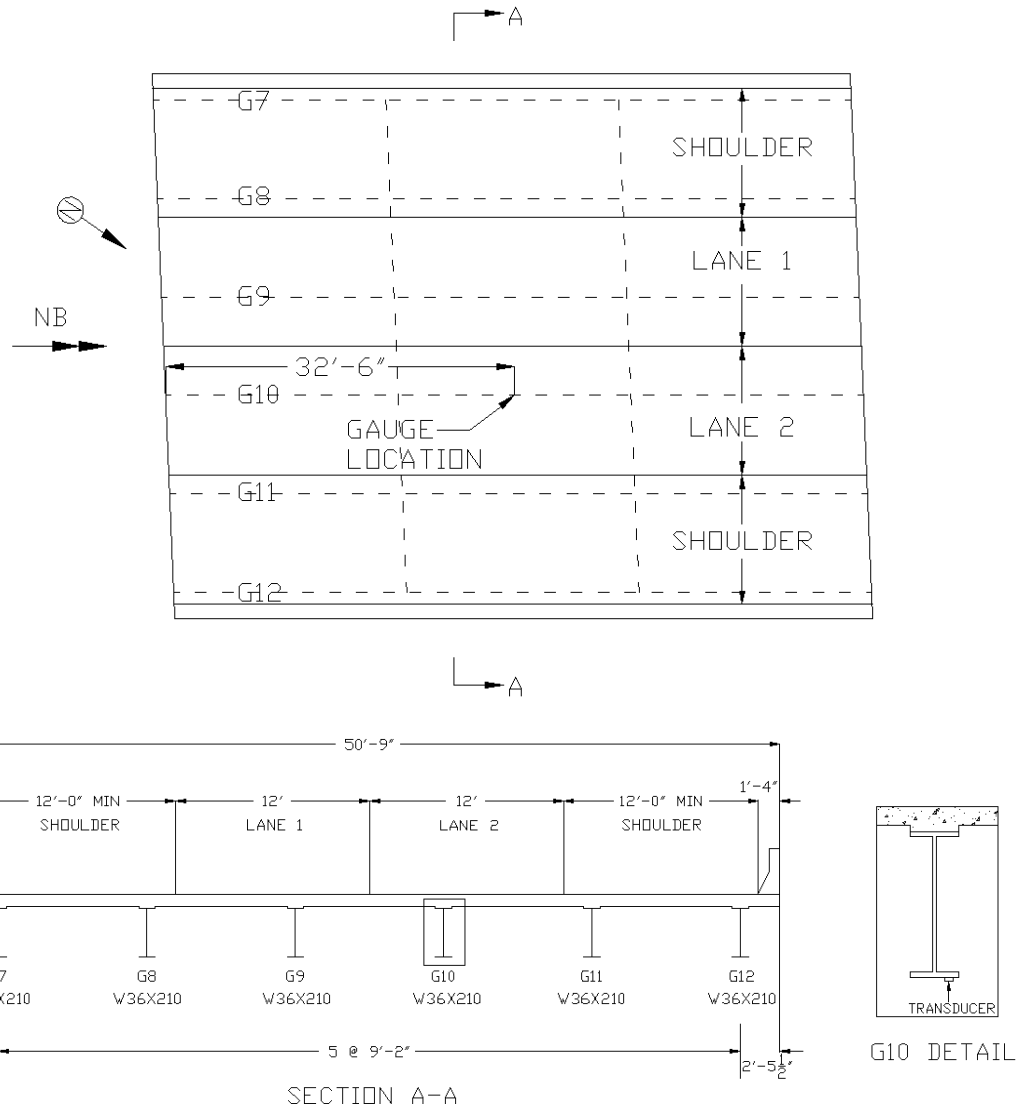 A
G7
SHOULDER
G8
N
LANE 1
G9
NB
32'-6"
G10
GAUGE
LOCATION
LANE 2
G11
SHOULDER
G12
A
50'-9"
1'-4"
12'-0" MIN 12' 12' 12'-0" MIN
SHOULDER LANE 1 LANE 2 SHOULDER
7 G8 G9 G10 G11 G12
X210 W36X210 W36X210 W36X210 W36X210 W36X210
TRANSDUCER
G10 DETAIL
5 @ 9'-2"
2'-5½"
SECTION A-A